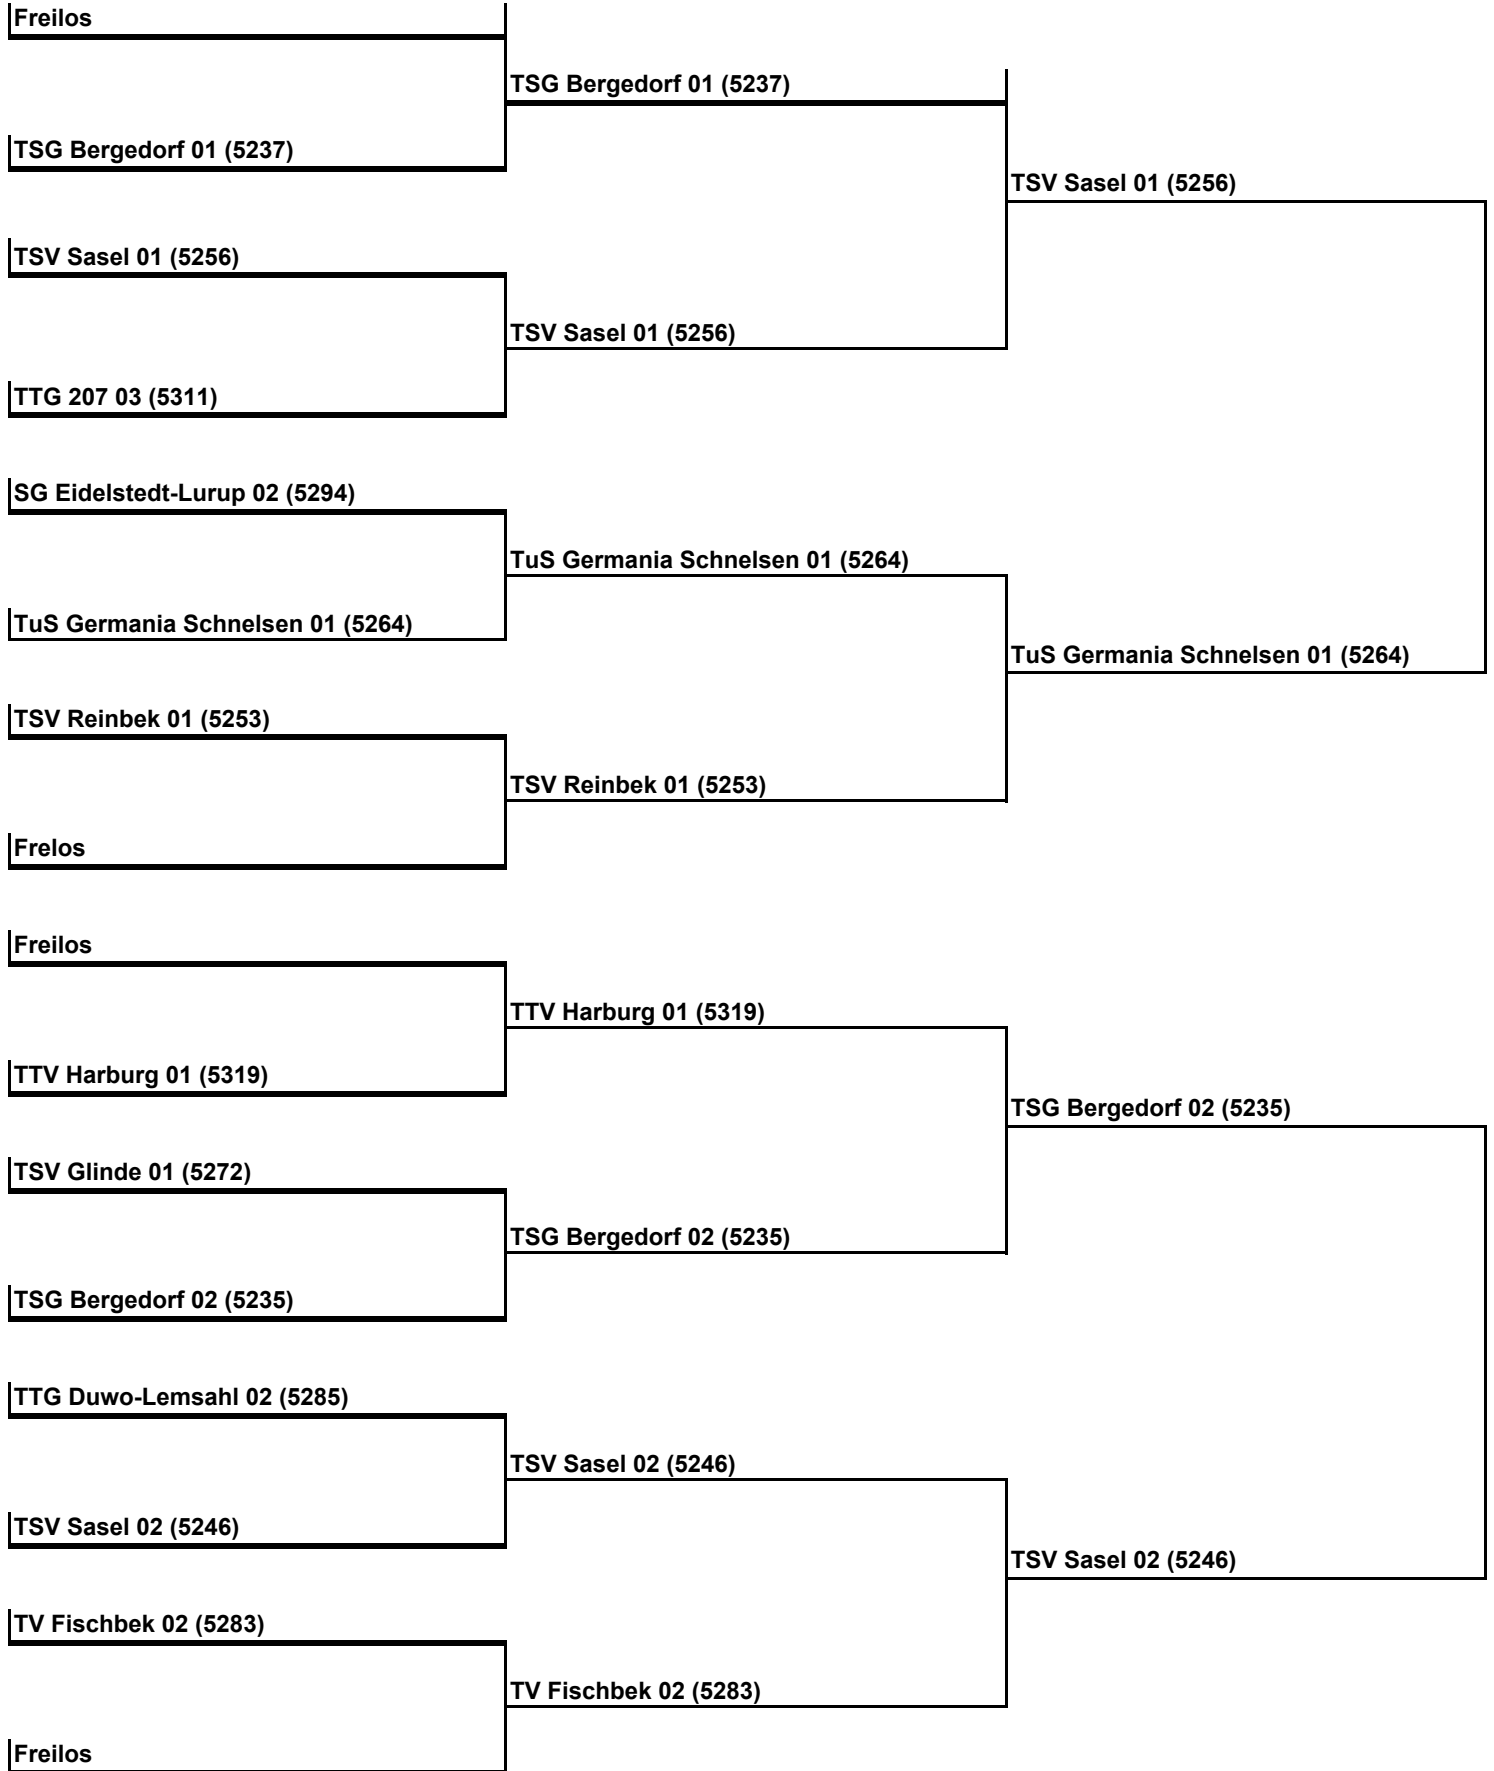 Freilos
TSG Bergedorf 01 (5237)
TSG Bergedorf 01 (5237)
TSV Sasel 01 (5256)
TSV Sasel 01 (5256)
TSV Sasel 01 (5256)
TTG 207 03 (5311)
SG Eidelstedt-Lurup 02 (5294)
TuS Germania Schnelsen 01 (5264)
TuS Germania Schnelsen 01 (5264)
TuS Germania Schnelsen 01 (5264)
TSV Reinbek 01 (5253)
TSV Reinbek 01 (5253)
Frelos
Freilos
TTV Harburg 01 (5319)
TTV Harburg 01 (5319)
TSG Bergedorf 02 (5235)
TSV Glinde 01 (5272)
TSG Bergedorf 02 (5235)
TSG Bergedorf 02 (5235)
TTG Duwo-Lemsahl 02 (5285)
TSV Sasel 02 (5246)
TSV Sasel 02 (5246)
TSV Sasel 02 (5246)
TV Fischbek 02 (5283)
TV Fischbek 02 (5283)
Freilos